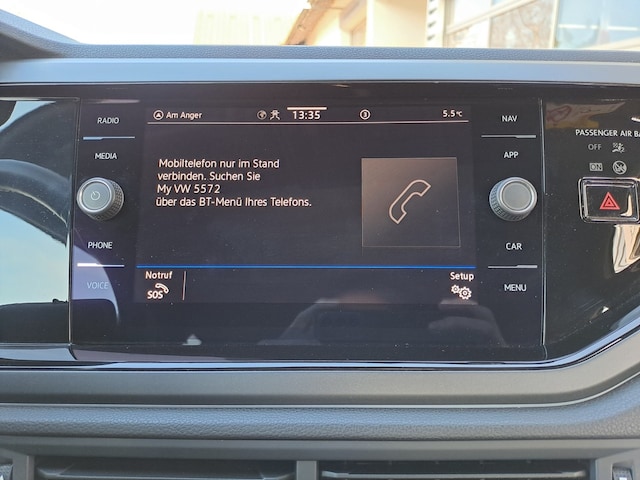 RADIO
MEDIA
PHONE
VOICE
Am Anger
13:35
3
5.5°C
Mobiltelefon nur im Stand
verbinden. Suchen Sie
My VW 5572
über das BT-Menü Ihres Telefons.
Notruf
SOS
Setup
NAV
APP
CAR
MENU
PASSENGER AIR BA
OFF